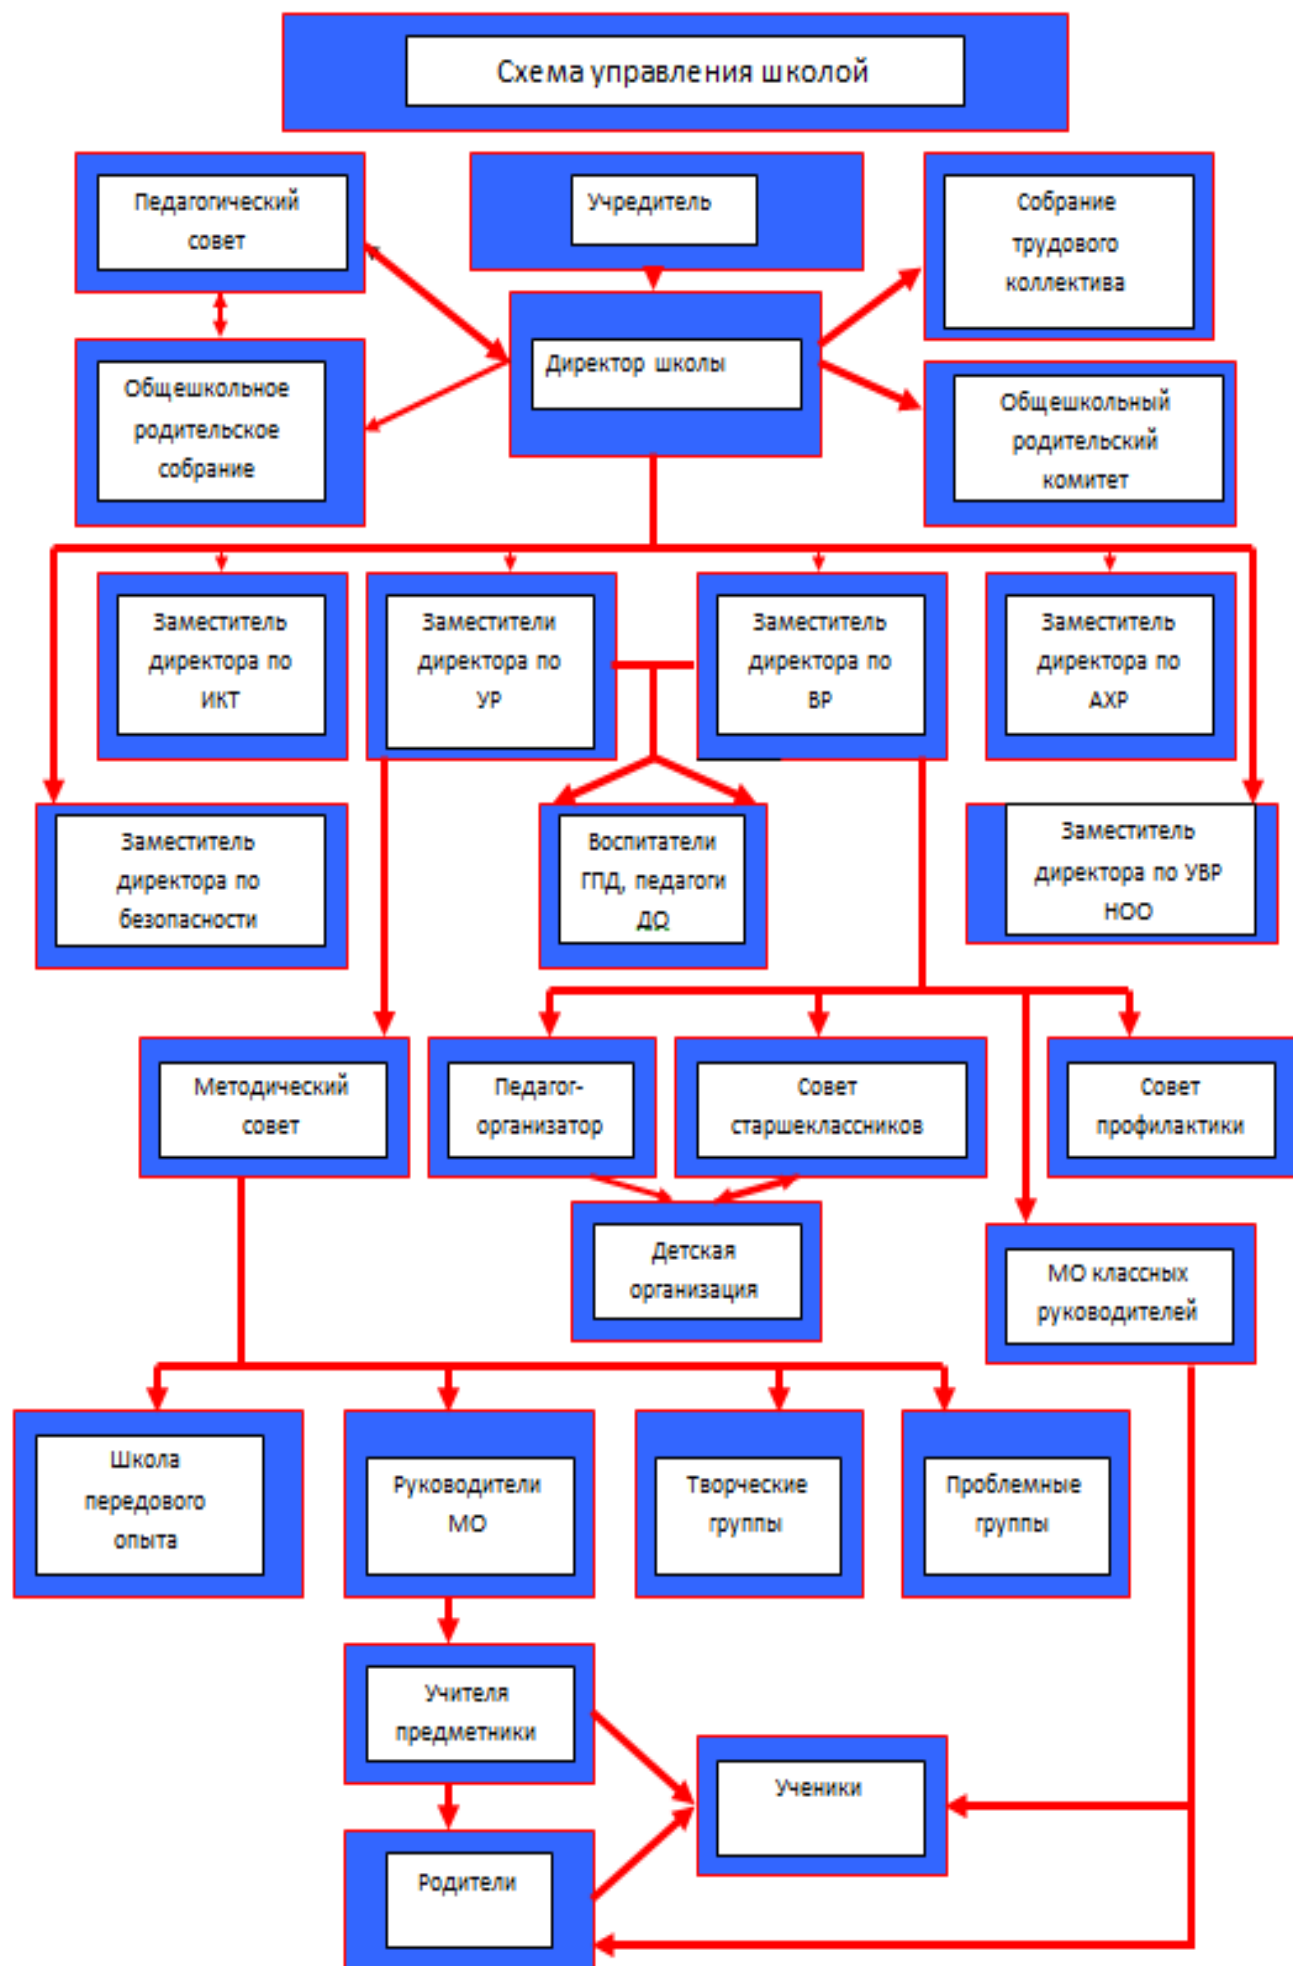 Схема управления школой
Педагогический
совет
Учредитель
Собрание
трудового
коллектива
Директор школы
Общешкольное
родительское
собрание
Общешкольный
родительский
комитет
Заместитель
директора по
ИКТ
Заместители
директора по
УР
Заместитель
директора по
ВР
Заместитель
директора по
АХР
Заместитель
директора по
безопасности
Воспитатели
ГПД, педагоги
ДО
Заместитель
директора по УВР
НОО
Методический
совет
Педагог-
организатор
Совет
старшеклассников
Совет
профилактики
Детская
организация
МО классных
руководителей
Школа
передового
опыта
Руководители
МО
Творческие
группы
Проблемные
группы
Учителя
предметники
Ученики
Родители